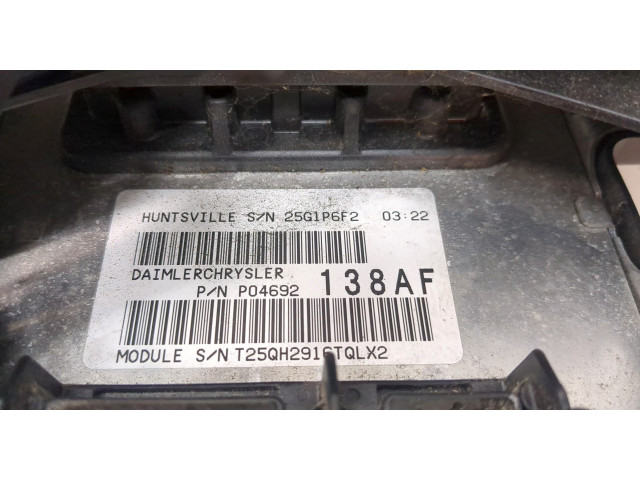 HUNTSVILLE S/N 25G1P6F2 03:22
DAIMLERCHRYSLER
P/N P04692 138AF
MODULE S/N T25QH2916TQLX2